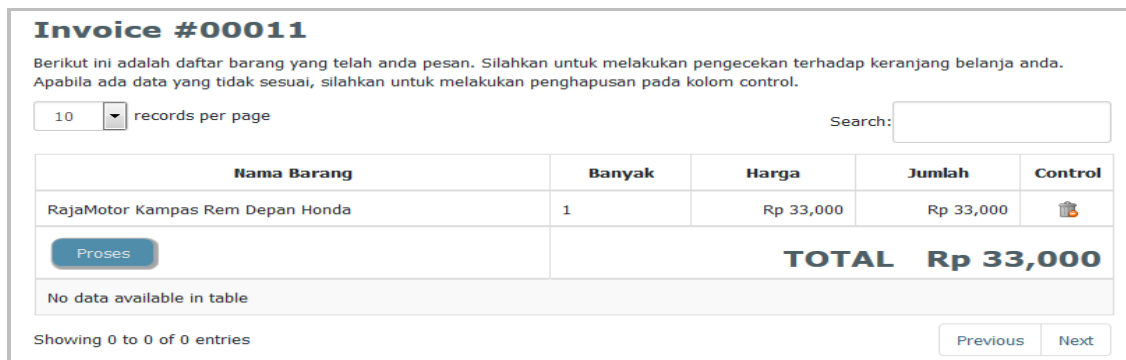 Invoice #00011
Berikut ini adalah daftar barang yang telah anda pesan. Silahkan untuk melakukan pengecekan terhadap keranjang belanja anda.
Apabila ada data yang tidak sesuai, silahkan untuk melakukan penghapusan pada kolom control.
10 records per page Search:
Nama Barang Banyak Harga Jumlah Control
RajaMotor Kampas Rem Depan Honda 1 Rp 33,000 Rp 33,000
Proses TOTAL Rp 33,000
No data available in table
Showing 0 to 0 of 0 entries Previous Next